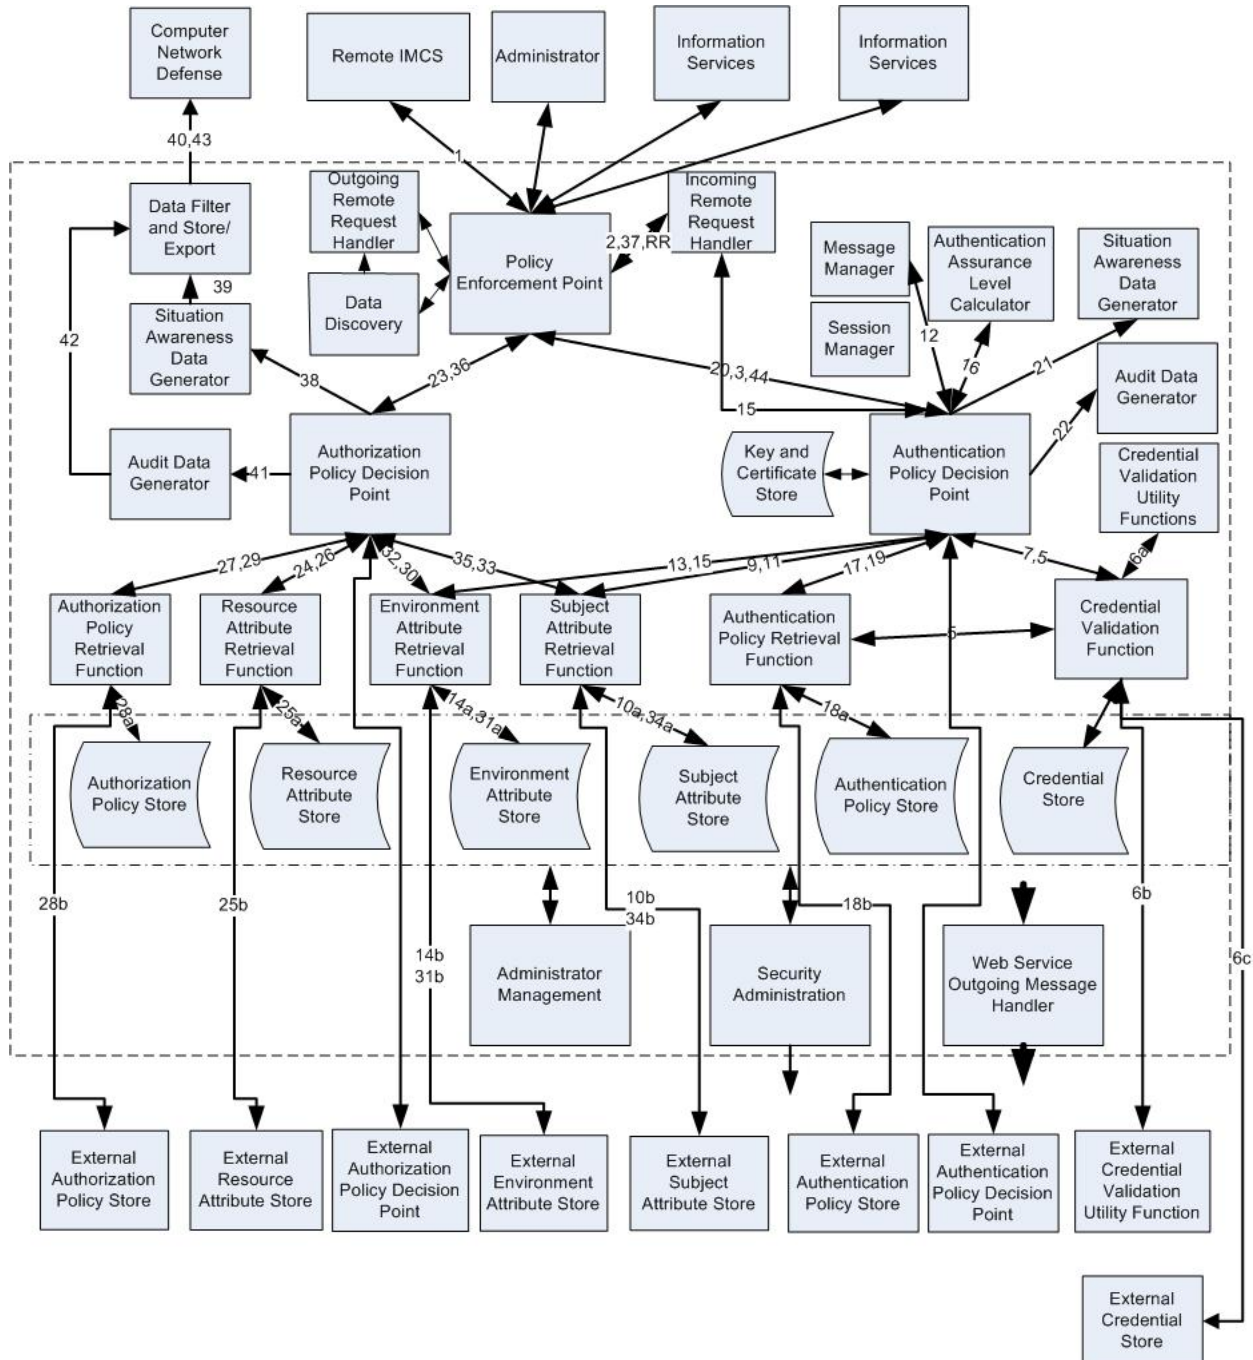 Computer
Network
Defense
Remote IMCS
Administrator
Information
Services
Information
Services
40,43
1
Data Filter
and Store/
Export
Outgoing
Remote
Request
Handler
Policy
Enforcement Point
2,37,RR
Incoming
Remote
Request
Handler
Message
Manager
Authentication
Assurance
Level
Calculator
Situation
Awareness
Data
Generator
39
Data
Discovery
Situation
Awareness
Data
Generator
42
38
23,36
20,3,44
Session
Manager
12
16
21
Audit Data
Generator
15
22
Audit Data
Generator
41
Authorization
Policy Decision
Point
Key and
Certificate
Store
Authentication
Policy Decision
Point
Credential
Validation
Utility
Functions
27,29
24,26
32,30
35,33
13,15
9,11
17,19
7,5
6a
Authorization
Policy
Retrieval
Function
Resource
Attribute
Retrieval
Function
Environment
Attribute
Retrieval
Function
Subject
Attribute
Retrieval
Function
Authentication
Policy Retrieval
Function
5
Credential
Validation
Function
28a
25a
14a,31a
10a,34a
18a
Authorization
Policy Store
Resource
Attribute
Store
Environment
Attribute
Store
Subject
Attribute
Store
Authentication
Policy Store
Credential
Store
28b
25b
14b
31b
10b
34b
18b
6b
6c
Administrator
Management
Security
Administration
Web Service
Outgoing Message
Handler
External
Authorization
Policy Store
External
Resource
Attribute Store
External
Authorization
Policy Decision
Point
External
Environment
Attribute Store
External
Subject
Attribute Store
External
Authentication
Policy Store
External
Authentication
Policy Decision
Point
External
Credential
Validation
Utility Function
External
Credential
Store